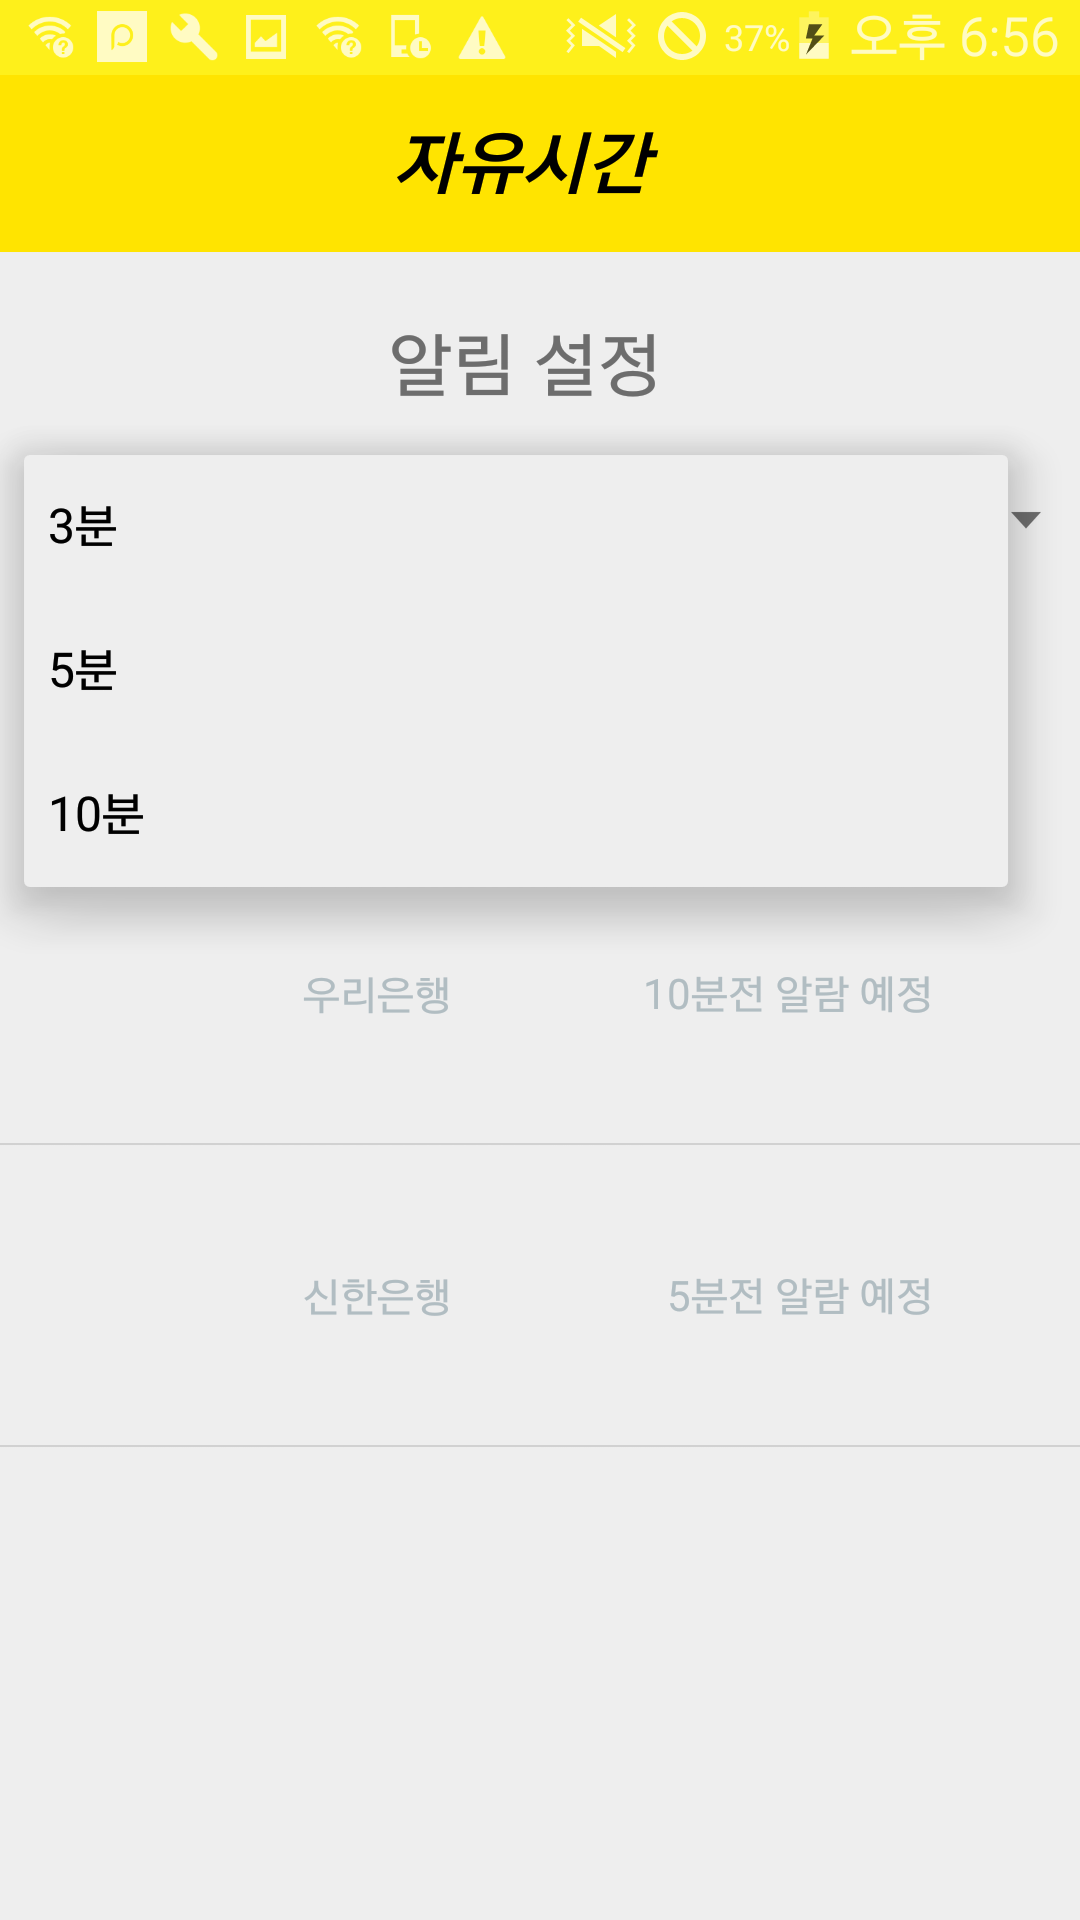 37% 오후 6:56
자유시간
알림 설정
3분
5분
10분
우리은행 10분전 알람 예정
신한은행 5분전 알람 예정